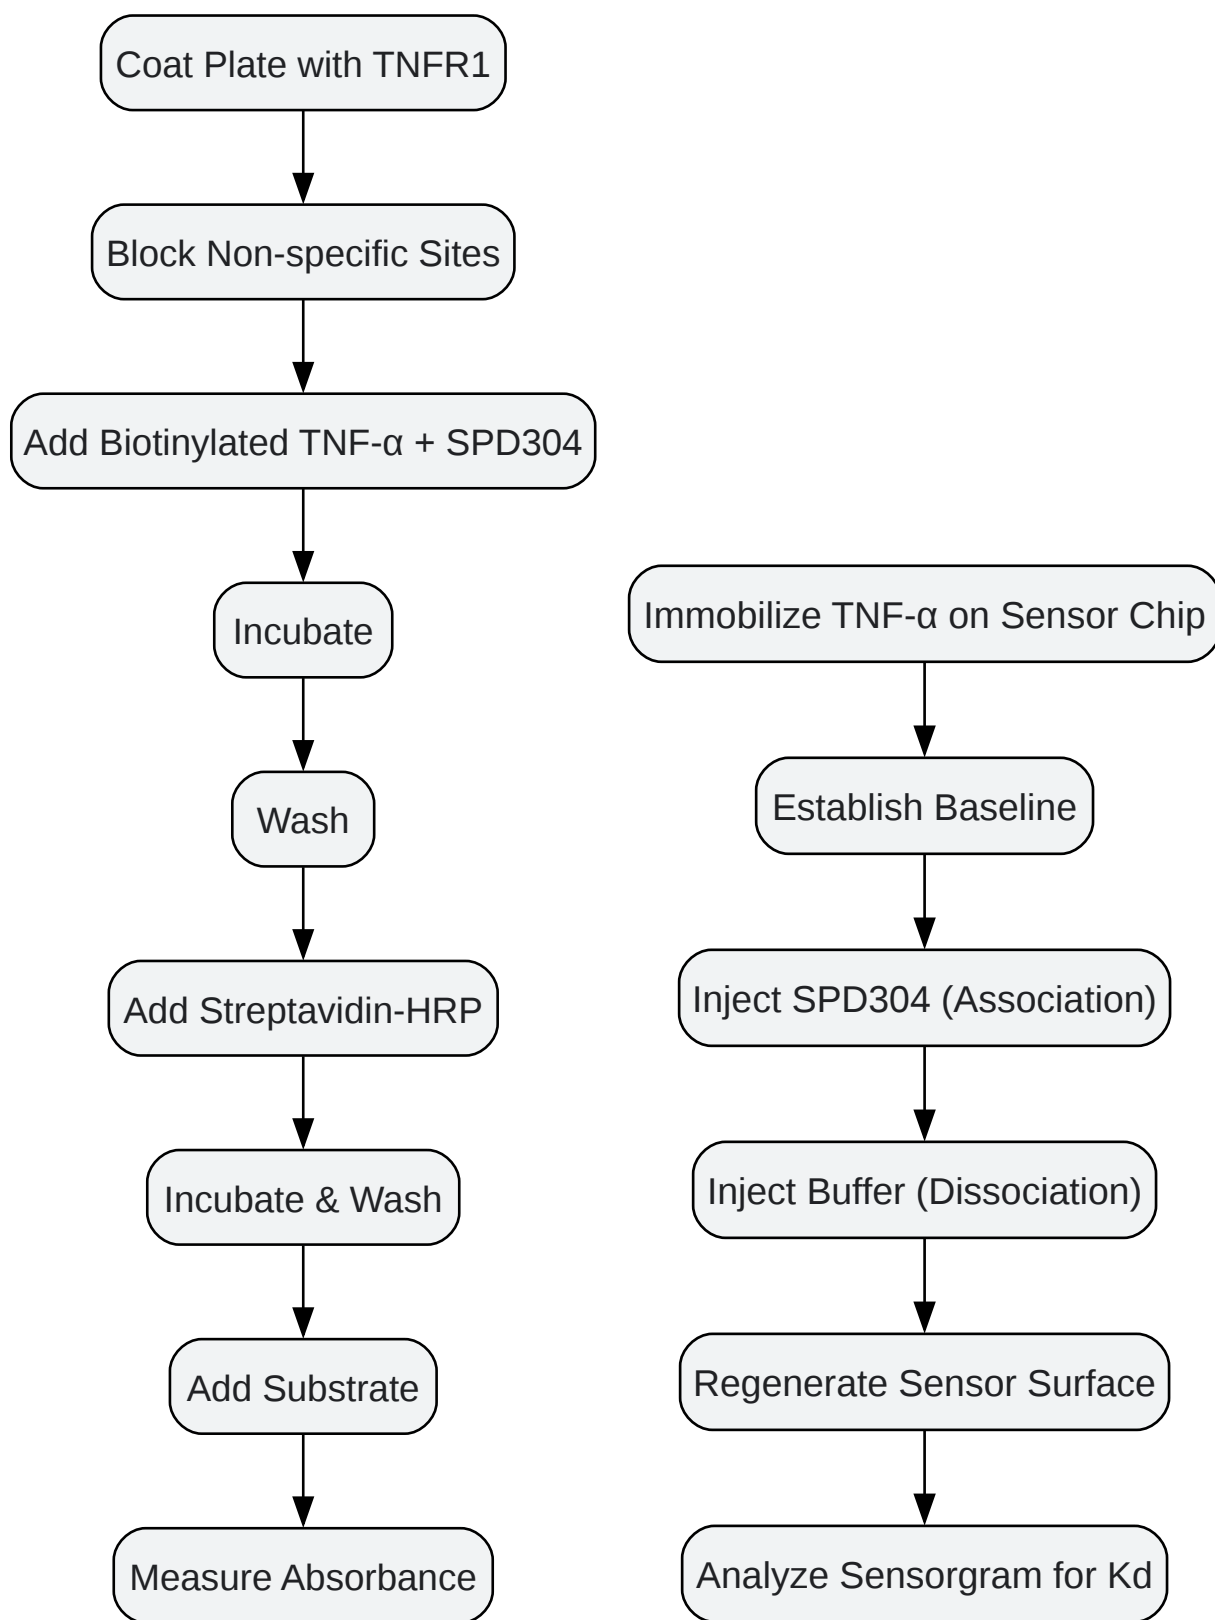 Coat Plate with TNFR1
Block Non-specific Sites
Add Biotinylated TNF-α + SPD304
Incubate
Wash
Add Streptavidin-HRP
Incubate & Wash
Add Substrate
Measure Absorbance
Immobilize TNF-α on Sensor Chip
Establish Baseline
Inject SPD304 (Association)
Inject Buffer (Dissociation)
Regenerate Sensor Surface
Analyze Sensorgram for Kd